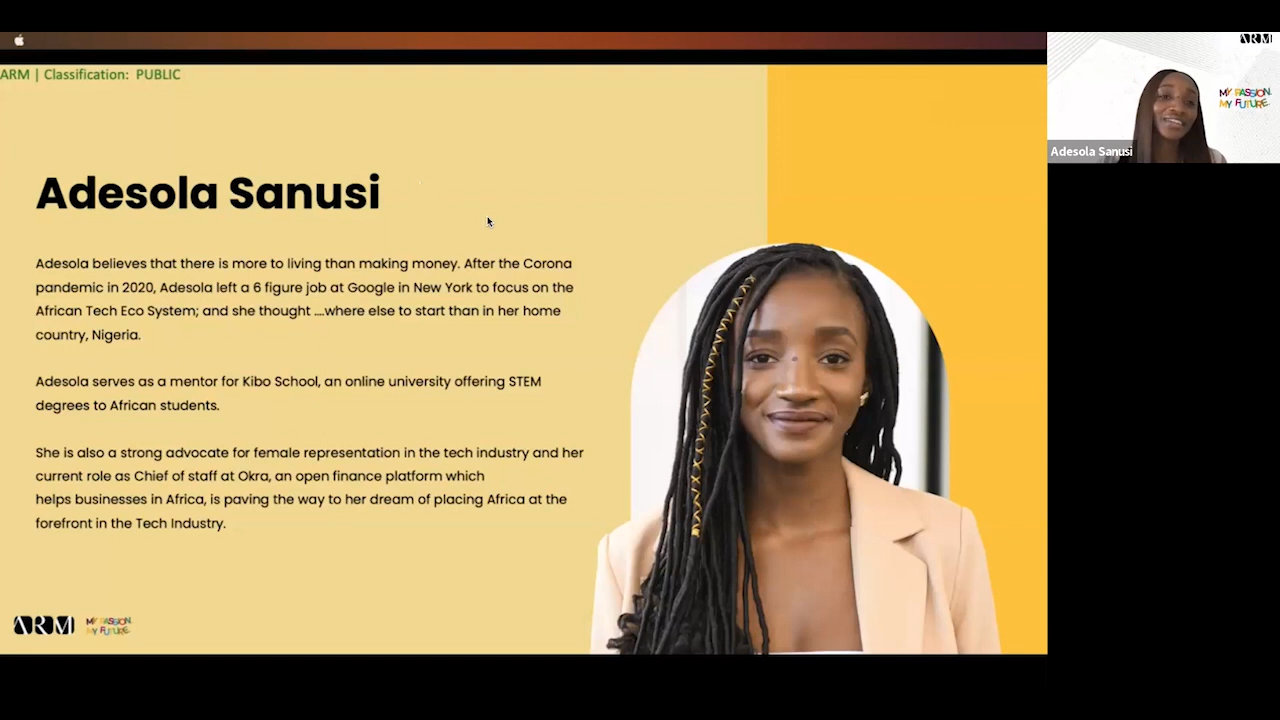 ARM | Classification: PUBLIC
Adesola Sanusi
Adesola believes that there is more to living than making money. After the Corona
pandemic in 2020, Adesola left a 6 figure job at Google in New York to focus on the
African Tech Eco System; and she thought ....where else to start than in her home
country, Nigeria.
Adesola serves as a mentor for Kibo School, an online university offering STEM
degrees to African students.
She is also a strong advocate for female representation in the tech industry and her
current role as Chief of staff at Okra, an open finance platform which
helps businesses in Africa, is paving the way to her dream of placing Africa at the
forefront in the Tech Industry.
ARM
MY PASSION.
MY FUTURE.
ARM
MY PASSION.
MY FUTURE.
Adesola Sanusi